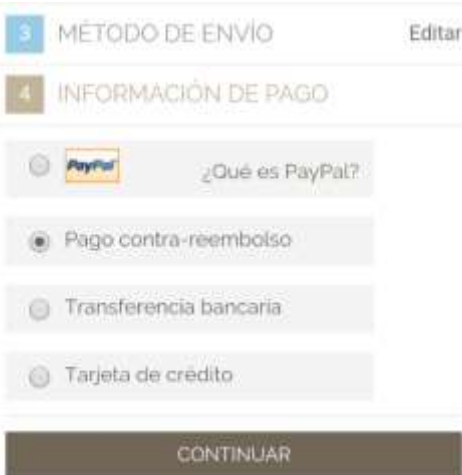 3 MÉTODO DE ENVÍO Editar
4 INFORMACIÓN DE PAGO
PayPal ¿Qué es PayPal?
Pago contra-reembolso
Transferencia bancaria
Tarjeta de crédito
CONTINUAR